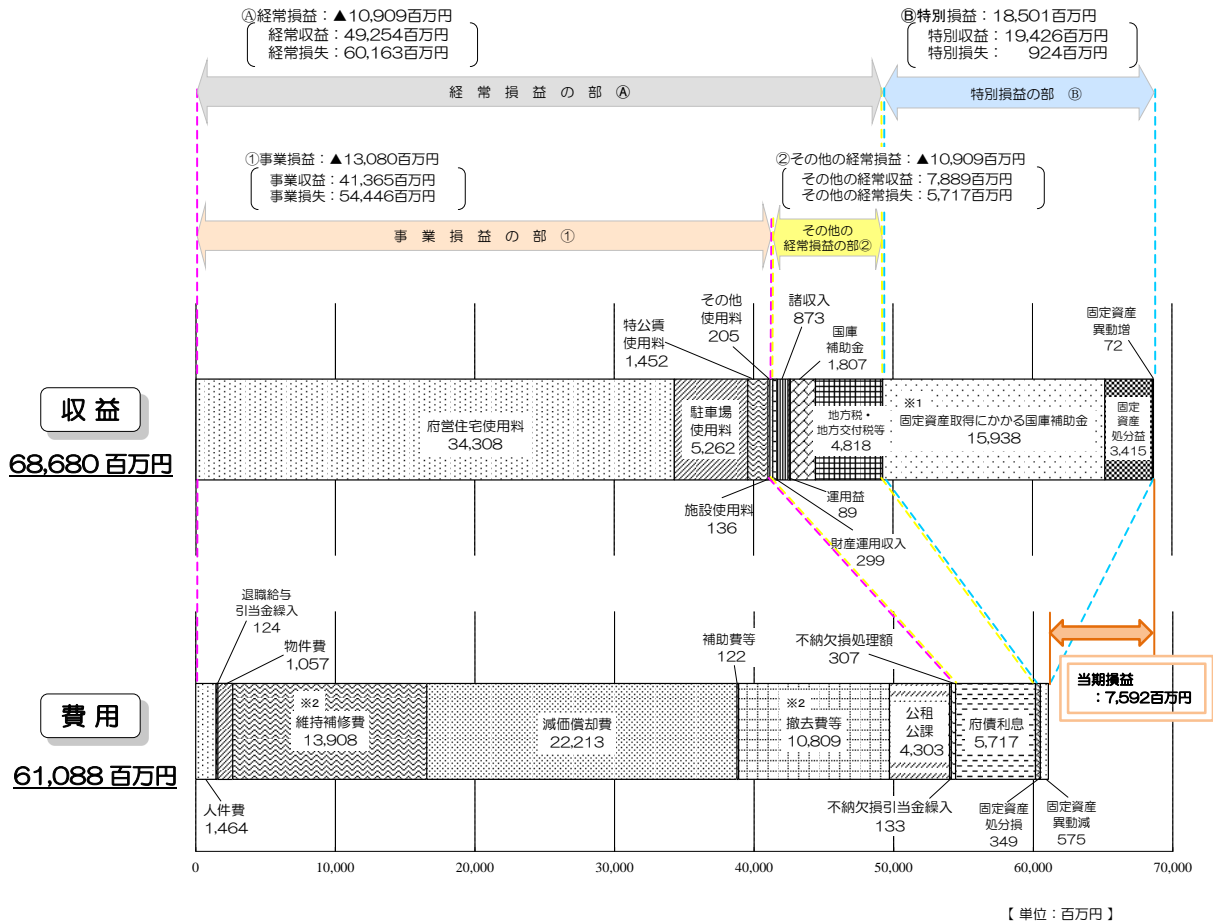 Ⓐ経常損益：▲10,909百万円
経常収益：49,254百万円
経常損失：60,163百万円
Ⓑ特別損益：18,501百万円
特別収益：19,426百万円
特別損失：　924百万円
経常損益の部Ⓐ
特別損益の部　Ⓑ
①事業損益：▲13,080百万円
事業収益：41,365百万円
事業損失：54,446百万円
②その他の経常損益：▲10,909百万円
その他の経常収益：7,889百万円
その他の経常損失：5,717百万円
事業損益の部①
その他の
経常損益の部②
特公賃
使用料
1,452
その他
使用料
205
諸収入
873
国庫
補助金
1,807
固定資産
異動増
72
収益
68,680 百万円
府営住宅使用料
34,308
駐車場
使用料
5,262
地方税・
地方交付税等
4,818
※1
固定資産取得にかかる国庫補助金
15,938
固定
資産
処分益
3,415
施設使用料
136
運用益
89
財産運用収入
299
退職給与
引当金繰入
124
物件費
1,057
補助費等
122
不納欠損処理額
307
当期損益
：7,592百万円
費用
61,088 百万円
※2
維持補修費
13,908
減価償却費
22,213
※2
撤去費等
10,809
公租
公課
4,303
府債利息
5,717
人件費
1,464
不納欠損引当金繰入
133
固定資産
処分損
349
固定資産
異動減
575
0
10,000
20,000
30,000
40,000
50,000
60,000
70,000
【 単位：百万円 】